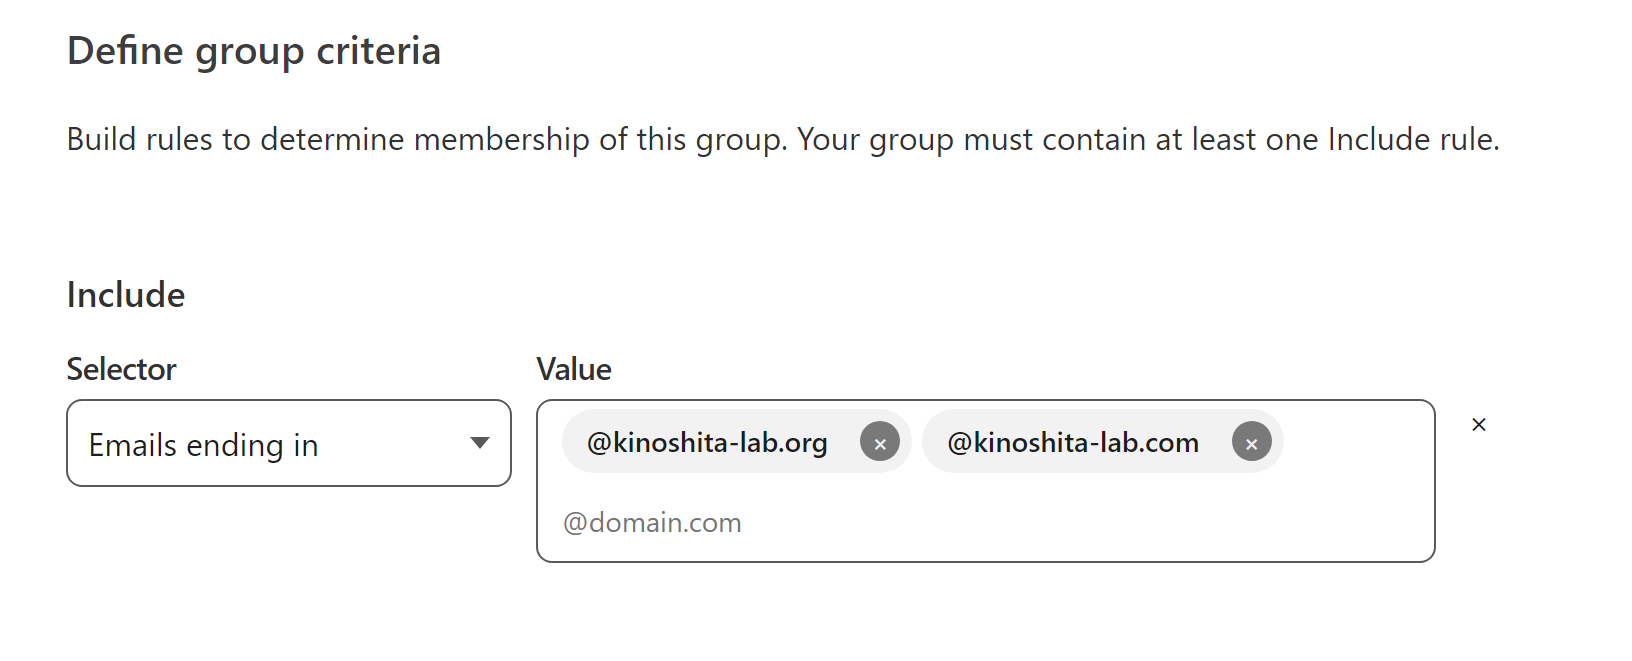 Define group criteria
Build rules to determine membership of this group. Your group must contain at least one Include rule.
Include
Selector
Value
Emails ending in
@kinoshita-lab.org
@kinoshita-lab.com
@domain.com